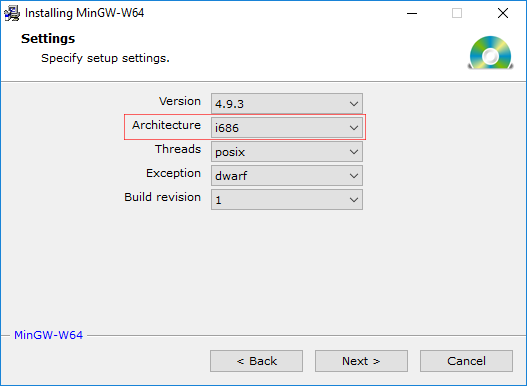 Installing MinGW-W64
Settings
Specify setup settings.
Version 4.9.3
Architecture i686
Threads posix
Exception dwarf
Build revision 1
MinGW-W64
< Back Next > Cancel